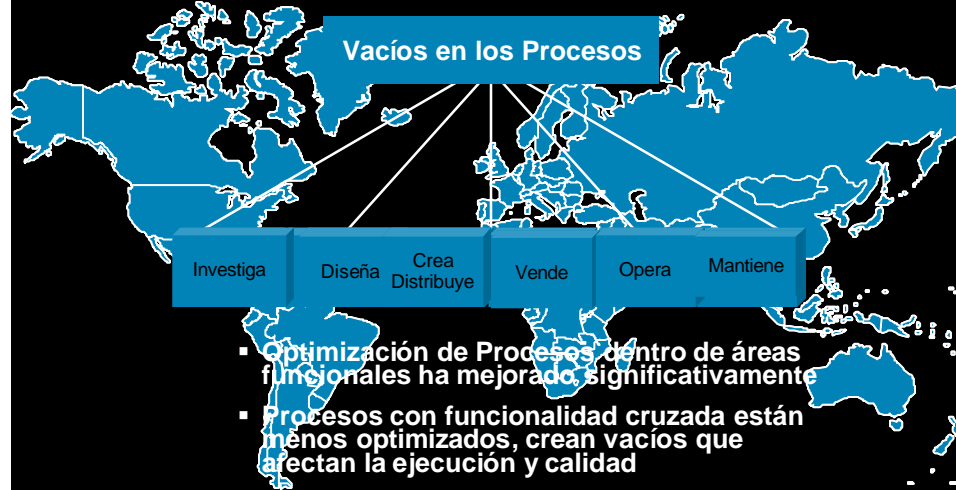 Vacíos en los Procesos
Investiga
Diseña
Crea
Distribuye
Vende
Opera
Mantiene
▪ Optimización de Procesos dentro de áreas
funcionales ha mejorado significativamente
▪ Procesos con funcionalidad cruzada están
menos optimizados, crean vacíos que
afectan la ejecución y calidad